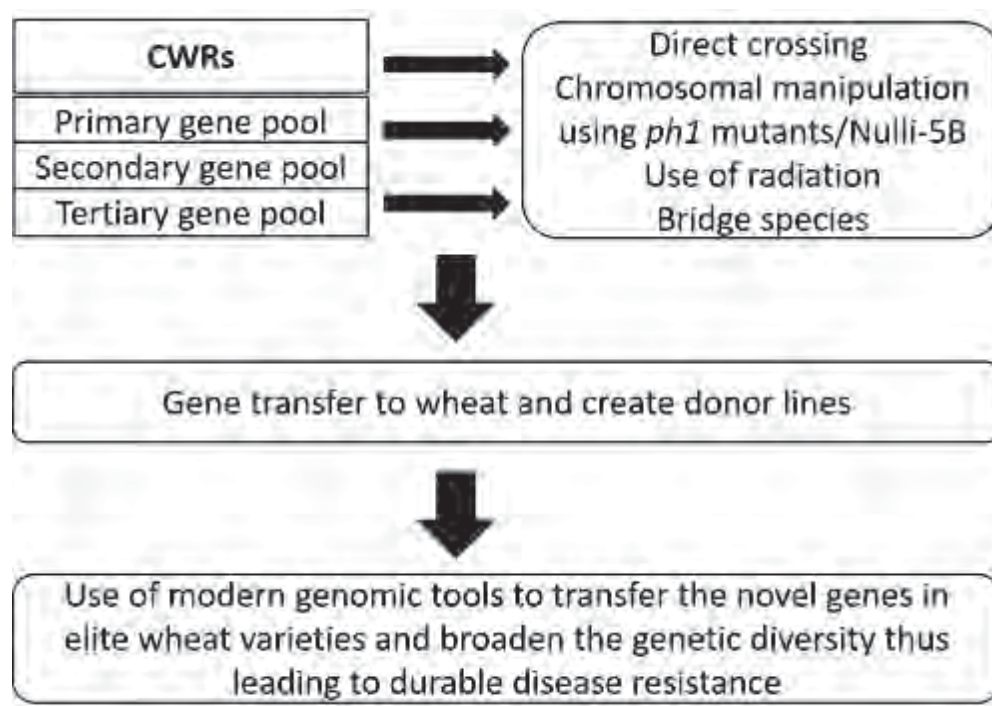 CWRs
Primary gene pool
Secondary gene pool
Tertiary gene pool
Direct crossing
Chromosomal manipulation
using ph1 mutants/Nulli-5B
Use of radiation
Bridge species
Gene transfer to wheat and create donor lines
Use of modern genomic tools to transfer the novel genes in
elite wheat varieties and broaden the genetic diversity thus
leading to durable disease resistance